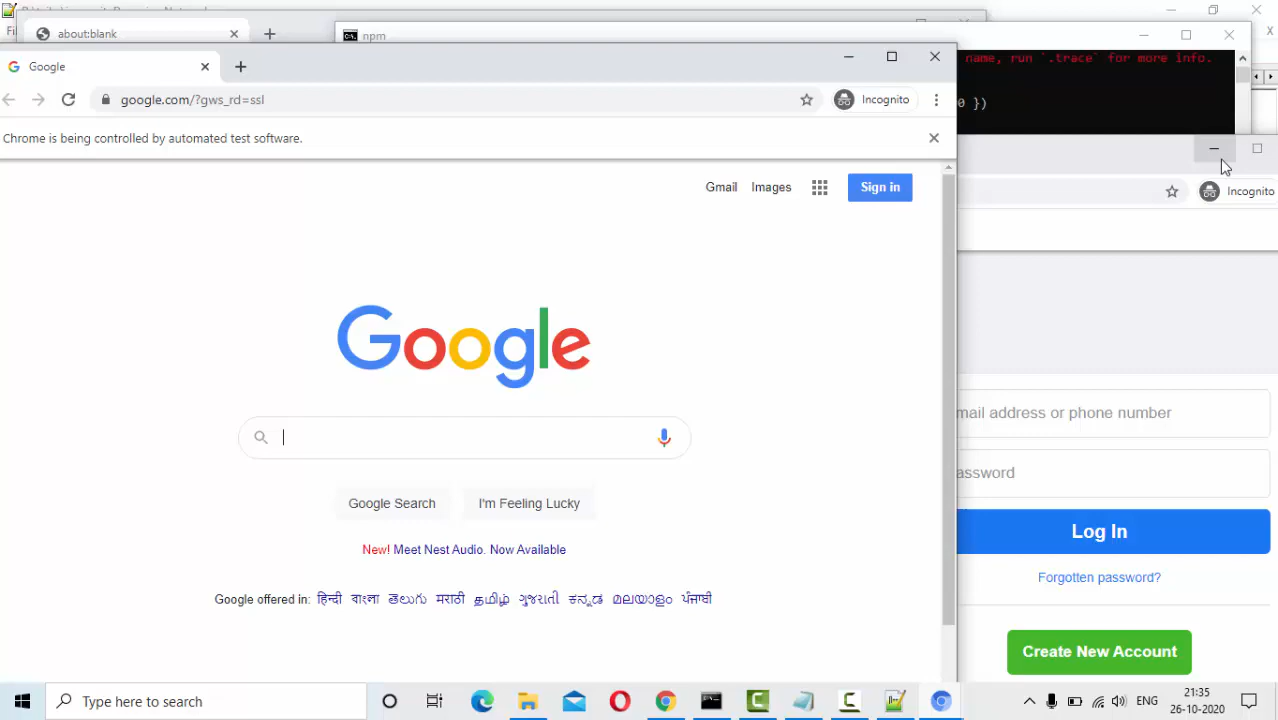 about:blank
npm
Google
name, run `.trace` for more info.
google.com/?gws_rd=ssl
Incognito
0 })
Chrome is being controlled by automated test software.
Gmail Images Sign in
Incognito
Google
mail address or phone number
assword
Google Search I'm Feeling Lucky
Log In
New! Meet Nest Audio. Now Available
Forgotten password?
Google offered in: हिन्दी বাংলা తెలుగు मराठी தமிழ் ગુજરાતી ಕನ್ನಡ മലയാളം ਪੰਜਾਬੀ
Create New Account
Type here to search
ENG
21:35
26-10-2020